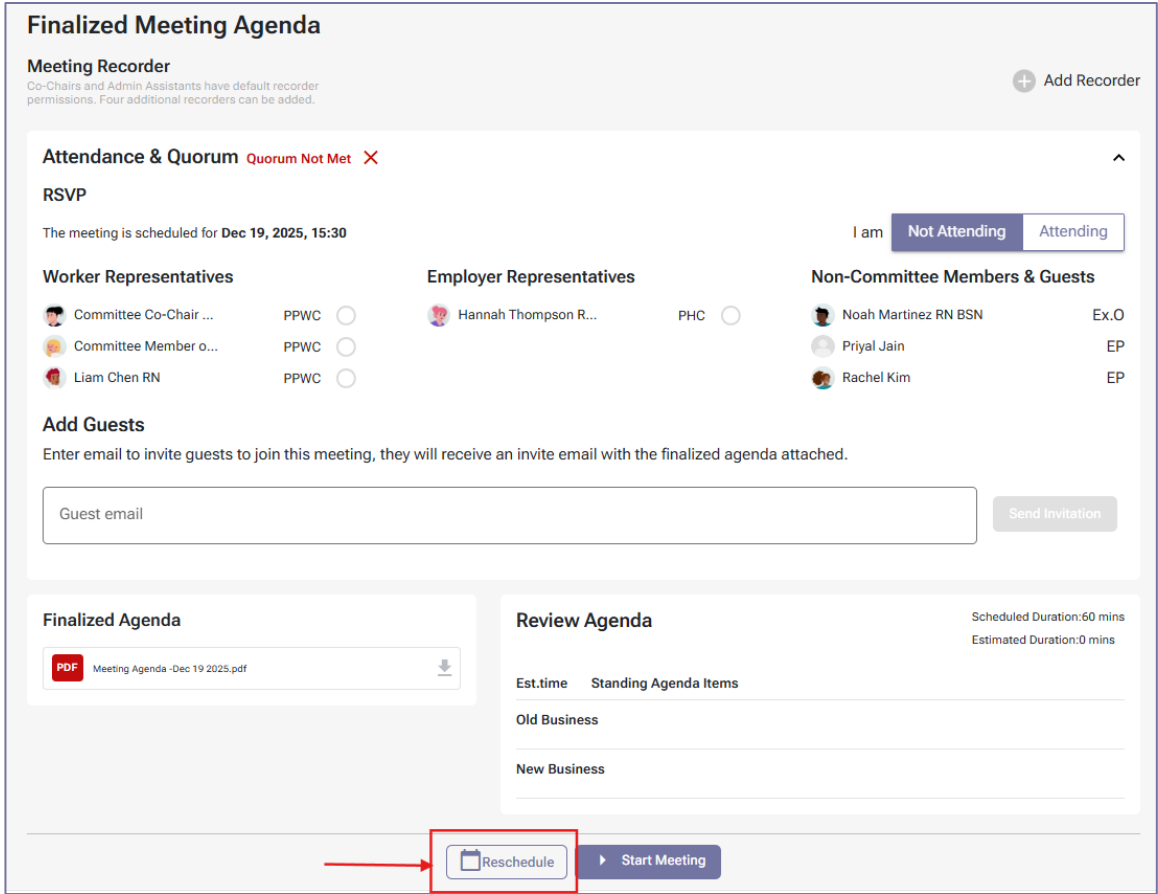 Finalized Meeting Agenda
Meeting Recorder
Co-Chairs and Admin Assistants have default recorder
permissions. Four additional recorders can be added.
Add Recorder
Attendance & Quorum Quorum Not Met
RSVP
The meeting is scheduled for Dec 19, 2025, 15:30
I am Not Attending Attending
Worker Representatives
Committee Co-Chair ... PPWC
Committee Member o... PPWC
Liam Chen RN PPWC
Employer Representatives
Hannah Thompson R... PHC
Non-Committee Members & Guests
Noah Martinez RN BSN Ex.O
Priyal Jain EP
Rachel Kim EP
Add Guests
Enter email to invite guests to join this meeting, they will receive an invite email with the finalized agenda attached.
Guest email
Send Invitation
Finalized Agenda
PDF Meeting Agenda -Dec 19 2025.pdf
Review Agenda
Scheduled Duration:60 mins
Estimated Duration:0 mins
Est.time Standing Agenda Items
Old Business
New Business
Reschedule
Start Meeting